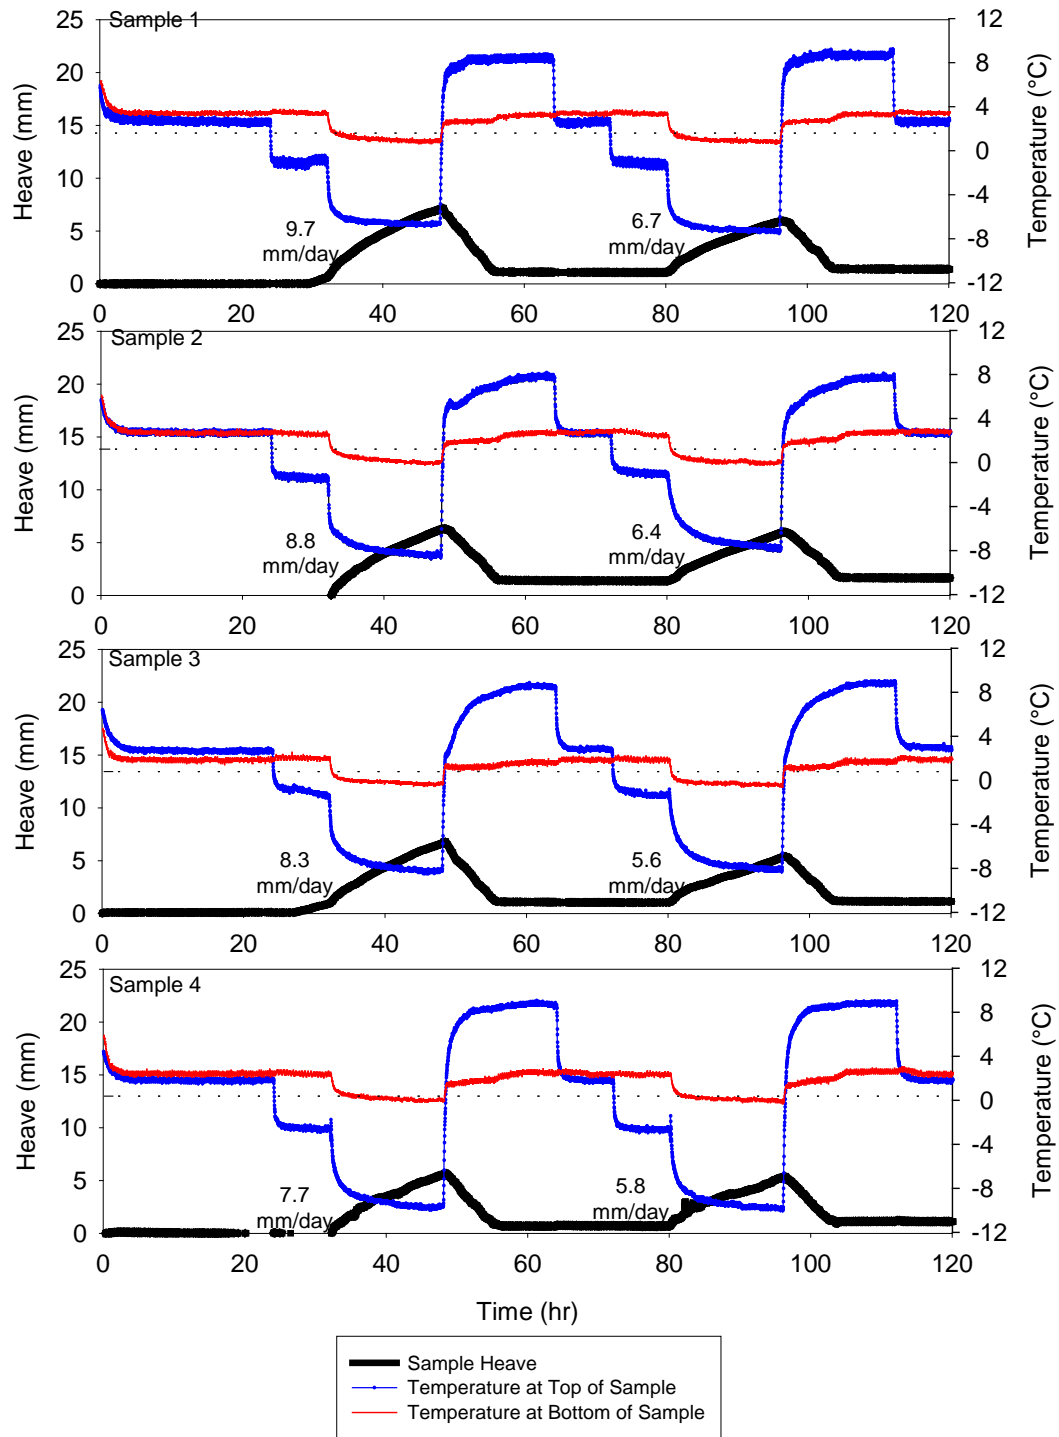 Sample 1
25
20
15
10
5
0
12
8
4
0
-4
-8
-12
Heave (mm)
Temperature (°C)
9.7
mm/day
6.7
mm/day
0 20 40 60 80 100 120
Sample 2
25
20
15
10
5
0
12
8
4
0
-4
-8
-12
Heave (mm)
Temperature (°C)
8.8
mm/day
6.4
mm/day
0 20 40 60 80 100 120
Sample 3
25
20
15
10
5
0
12
8
4
0
-4
-8
-12
Heave (mm)
Temperature (°C)
8.3
mm/day
5.6
mm/day
0 20 40 60 80 100 120
Sample 4
25
20
15
10
5
0
12
8
4
0
-4
-8
-12
Heave (mm)
Temperature (°C)
7.7
mm/day
5.8
mm/day
0 20 40 60 80 100 120
Time (hr)
Sample Heave
Temperature at Top of Sample
Temperature at Bottom of Sample